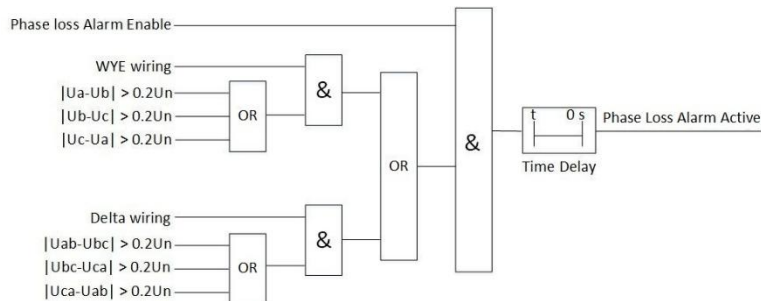 Phase loss Alarm Enable
WYE wiring
|Ua-Ub| > 0.2Un
|Ub-Uc| > 0.2Un
|Uc-Ua| > 0.2Un
OR
&
OR
&
t 0 s
Time Delay
Phase Loss Alarm Active
Delta wiring
|Uab-Ubc| > 0.2Un
|Ubc-Uca| > 0.2Un
|Uca-Uab| > 0.2Un
OR
&